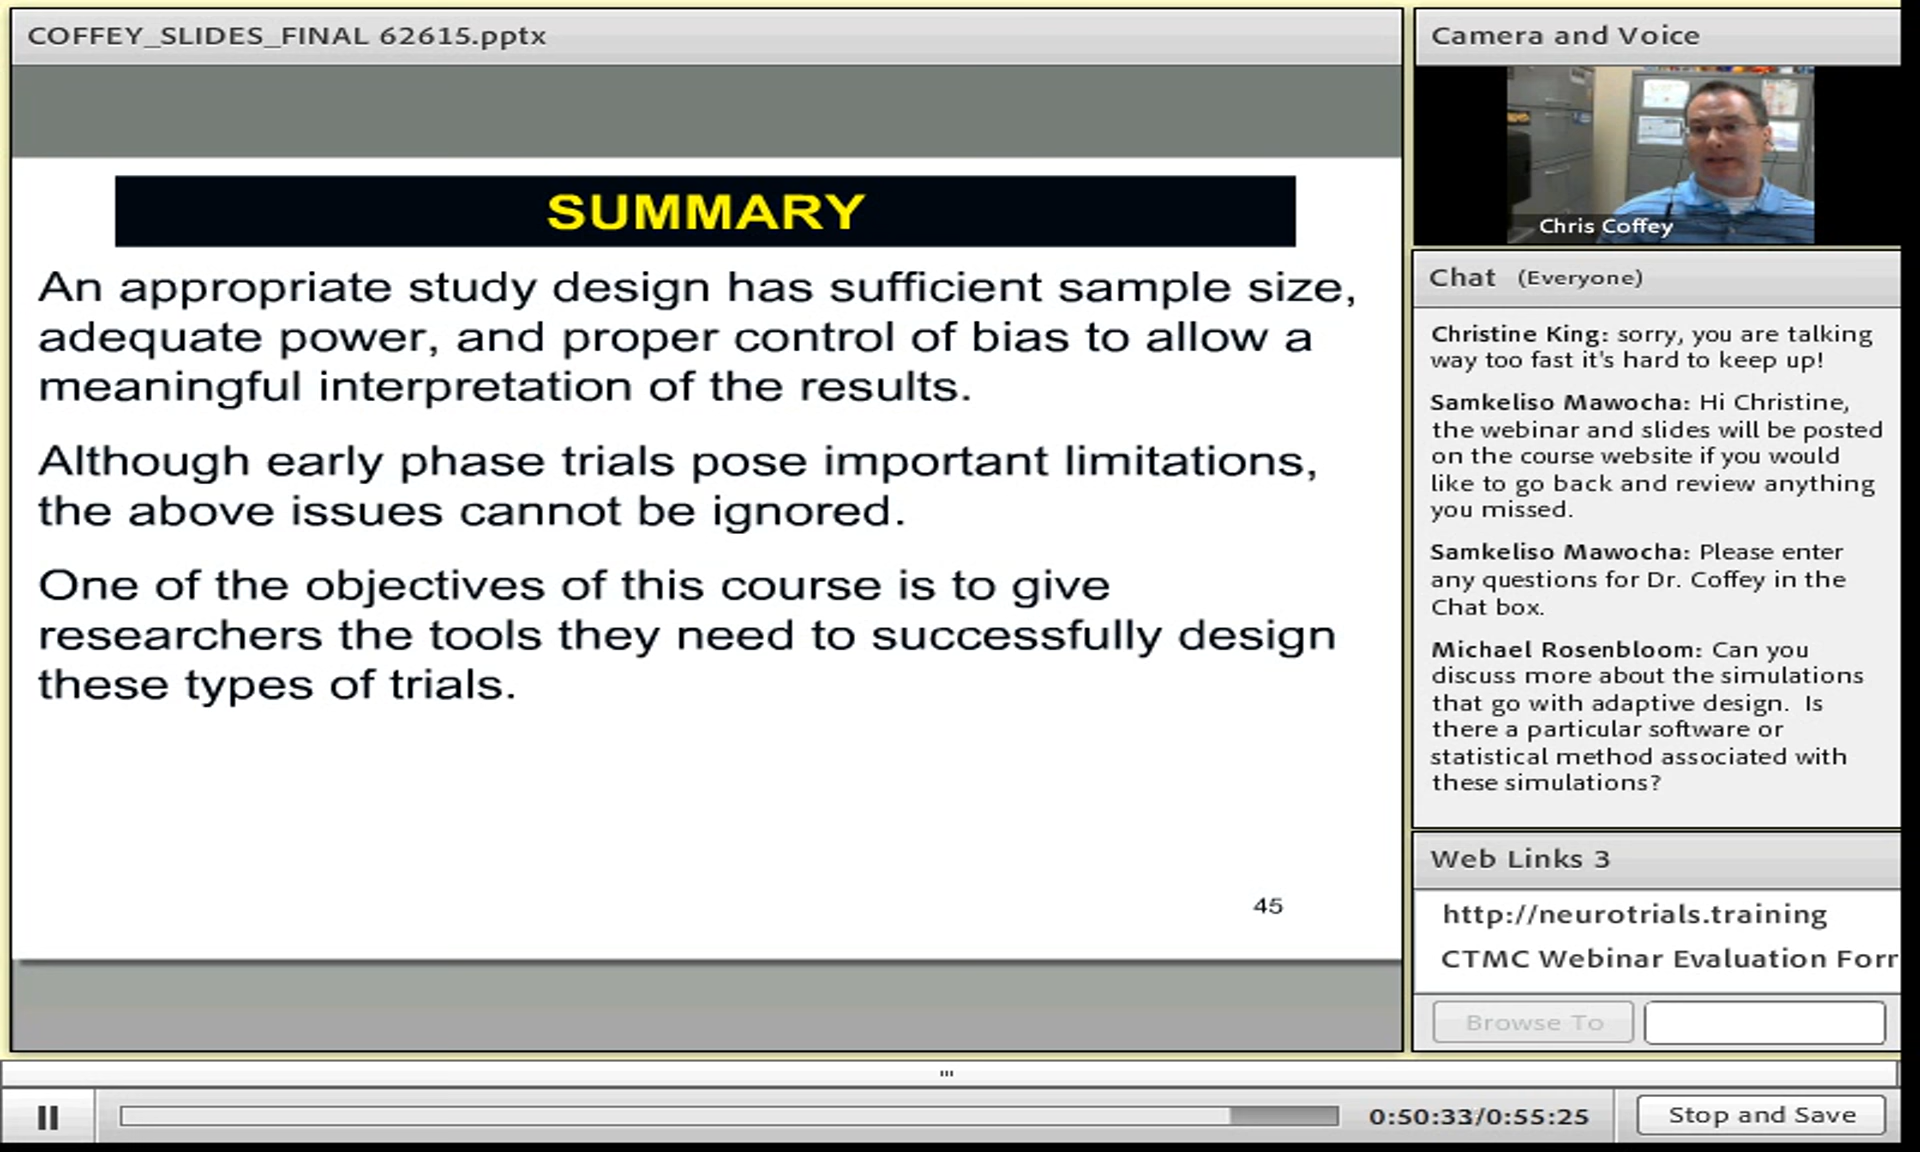 COFFEY_SLIDES_FINAL 62615.pptx
SUMMARY
An appropriate study design has sufficient sample size,
adequate power, and proper control of bias to allow a
meaningful interpretation of the results.
Although early phase trials pose important limitations,
the above issues cannot be ignored.
One of the objectives of this course is to give
researchers the tools they need to successfully design
these types of trials.
45
Camera and Voice
Chris Coffey
Chat (Everyone)
Christine King: sorry, you are talking
way too fast it's hard to keep up!
Samkeliso Mawocha: Hi Christine,
the webinar and slides will be posted
on the course website if you would
like to go back and review anything
you missed.
Samkeliso Mawocha: Please enter
any questions for Dr. Coffey in the
Chat box.
Michael Rosenbloom: Can you
discuss more about the simulations
that go with adaptive design. Is
there a particular software or
statistical method associated with
these simulations?
Web Links 3
http://neurotrials.training
CTMC Webinar Evaluation Forr
Browse To
0:50:33/0:55:25
Stop and Save